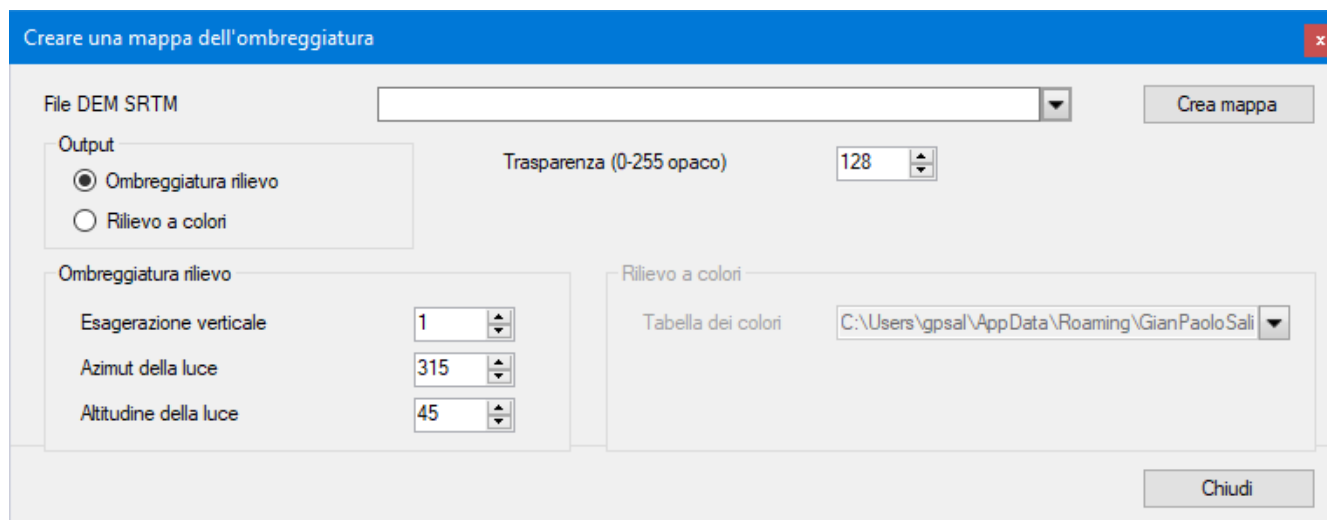 Creare una mappa dell'ombreggiatura
x
File DEM SRTM
Crea mappa
Output
Ombreggiatura rilievo
Rilievo a colori
Trasparenza (0-255 opaco)
128
Ombreggiatura rilievo
Esagerazione verticale
1
Azimut della luce
315
Altitudine della luce
45
Rilievo a colori
Tabella dei colori
C:\Users\gpsal\AppData\Roaming\GianPaoloSali
Chiudi